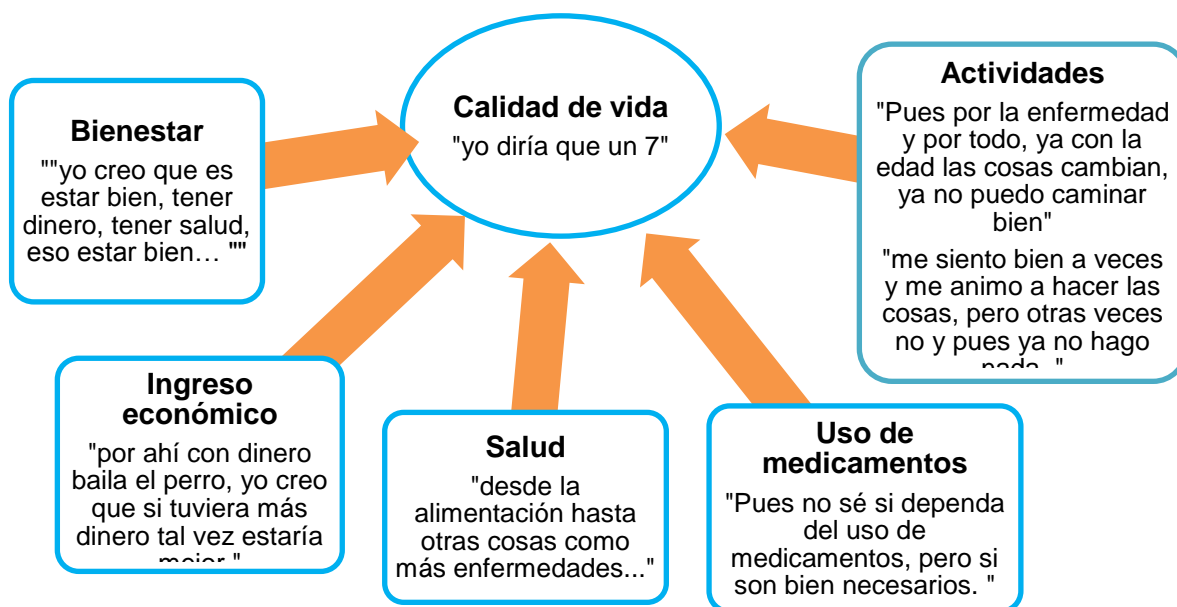 Calidad de vida
"yo diría que un 7"
Bienestar
""yo creo que es
estar bien, tener
dinero, tener salud,
eso estar bien… ""
Actividades
"Pues por la enfermedad
y por todo, ya con la
edad las cosas cambian,
ya no puedo caminar
bien"
"me siento bien a veces
y me animo a hacer las
cosas, pero otras veces
no y pues ya no hago
nada. "
Ingreso
económico
"por ahí con dinero
baila el perro, yo creo
que si tuviera más
dinero tal vez estaría
mejor."
Salud
"desde la
alimentación hasta
otras cosas como
más enfermedades..."
Uso de
medicamentos
"Pues no sé si dependa
del uso de
medicamentos, pero si
son bien necesarios. "